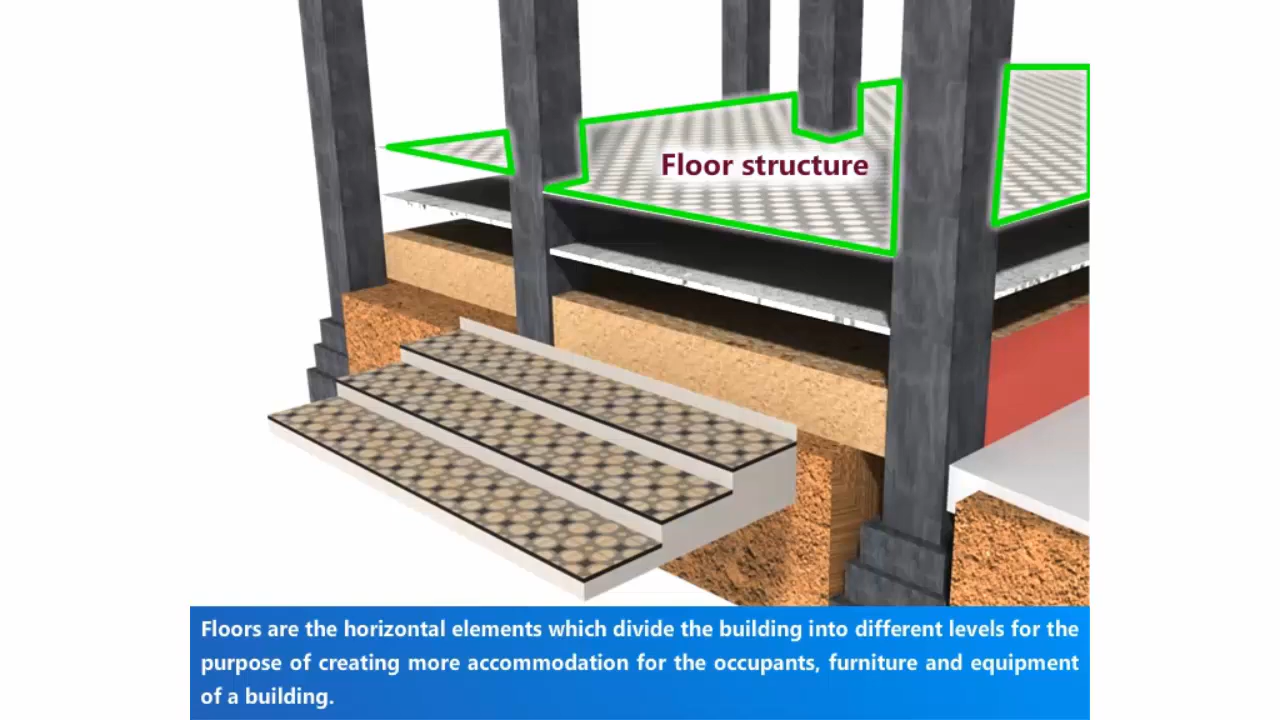 Floor structure
Floors are the horizontal elements which divide the building into different levels for the
purpose of creating more accommodation for the occupants, furniture and equipment
of a building.